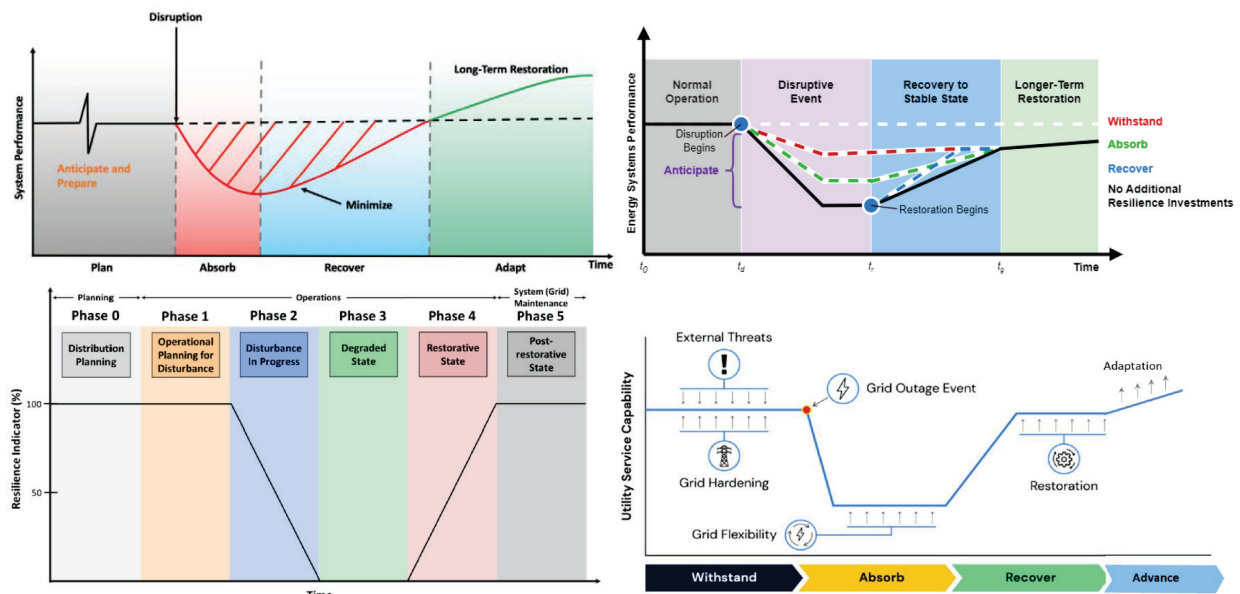 Disruption
System Performance
Long-Term Restoration
Anticipate and
Prepare
Minimize
Time
Plan
Absorb
Recover
Adapt
Energy Systems Performance
Normal
Operation
Disruptive
Event
Recovery to
Stable State
Longer-Term
Restoration
Disruption
Begins
Anticipate
Restoration Begins
Withstand
Absorb
Recover
No Additional
Resilience Investments
t0
td
tr
tg
Time
Planning
Operations
System (Grid)
Maintenance
Phase 0
Phase 1
Phase 2
Phase 3
Phase 4
Phase 5
Distribution
Planning
Operational
Planning for
Disturbance
Disturbance
In Progress
Degraded
State
Restorative
State
Post-
restorative
State
Resilience Indicator (%)
100
50
Time
Utility Service Capability
External Threats
Grid Hardening
Grid Outage Event
Grid Flexibility
Restoration
Adaptation
Withstand
Absorb
Recover
Advance